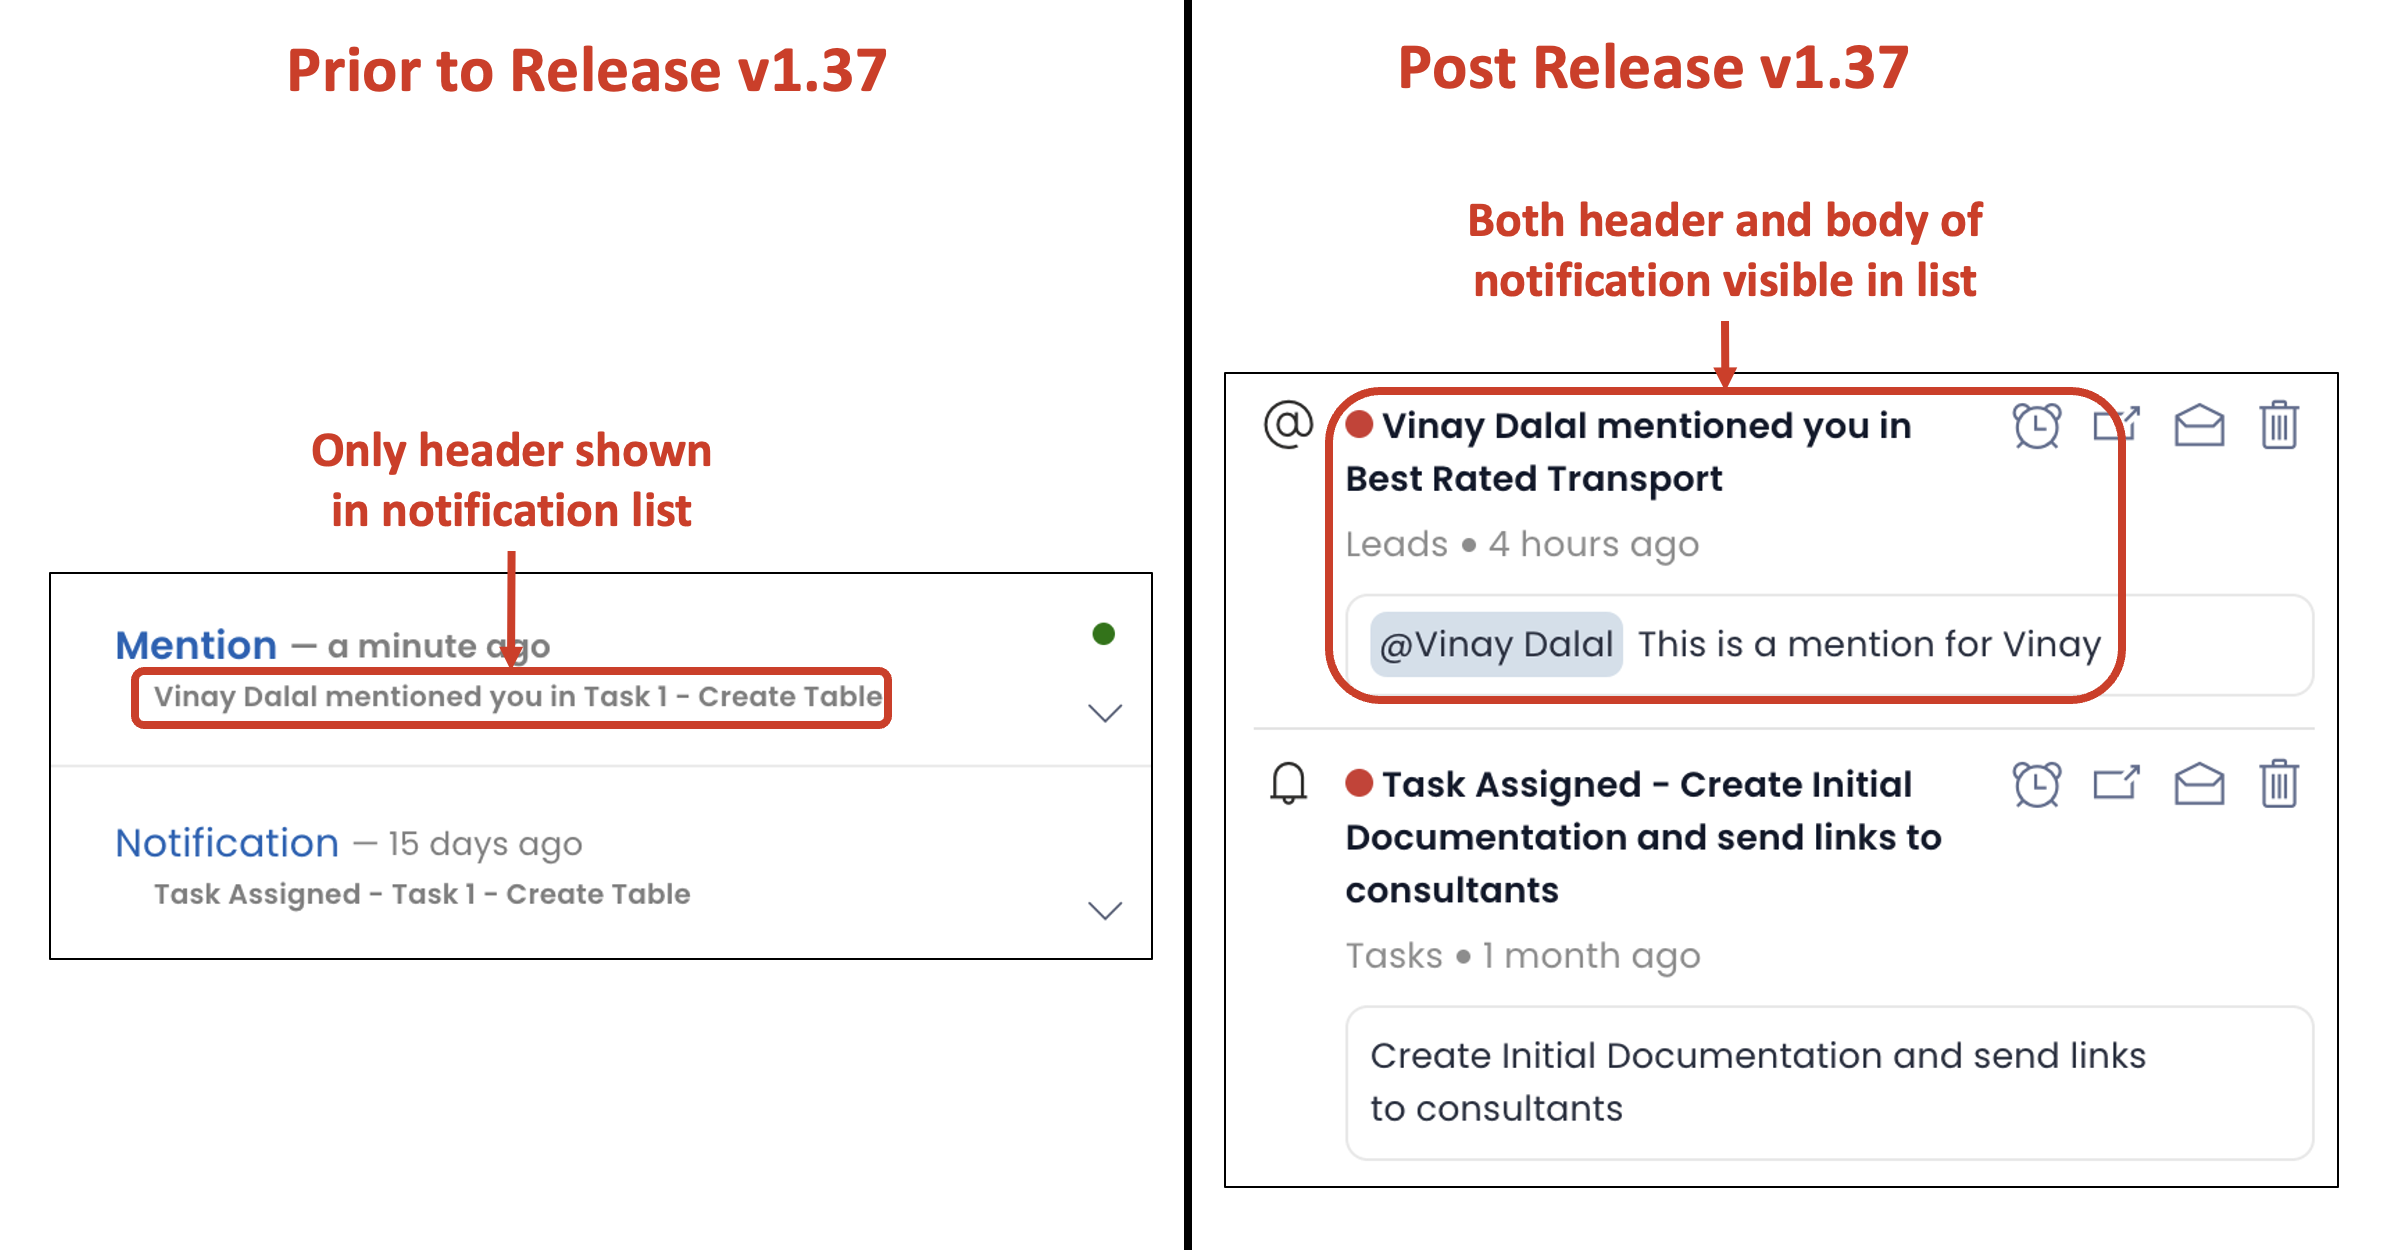 Prior to Release v1.37
Only header shown
in notification list
Mention — a minute ago
Vinay Dalal mentioned you in Task 1 - Create Table
Notification — 15 days ago
Task Assigned - Task 1 - Create Table
Post Release v1.37
Both header and body of
notification visible in list
@ Vinay Dalal mentioned you in
Best Rated Transport
Leads • 4 hours ago
@Vinay Dalal This is a mention for Vinay
Task Assigned - Create Initial
Documentation and send links to
consultants
Tasks • 1 month ago
Create Initial Documentation and send links
to consultants